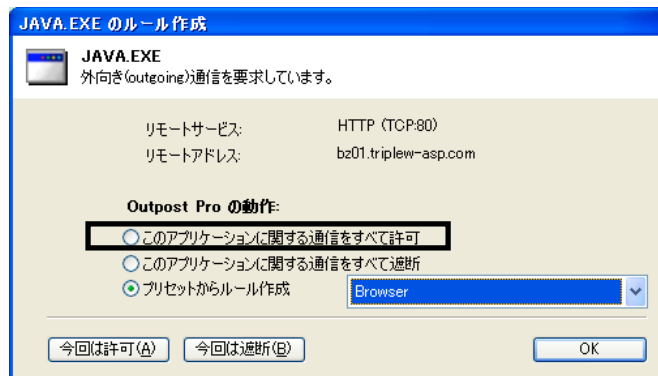 JAVA.EXE のルール作成
JAVA.EXE
外向き(outgoing)通信を要求しています。
リモートサービス: HTTP (TCP:80)
リモートアドレス: bz01.triplew-asp.com
Outpost Pro の動作:
このアプリケーションに関する通信をすべて許可
このアプリケーションに関する通信をすべて遮断
プリセットからルール作成 Browser
今回は許可(A) 今回は遮断(B) OK